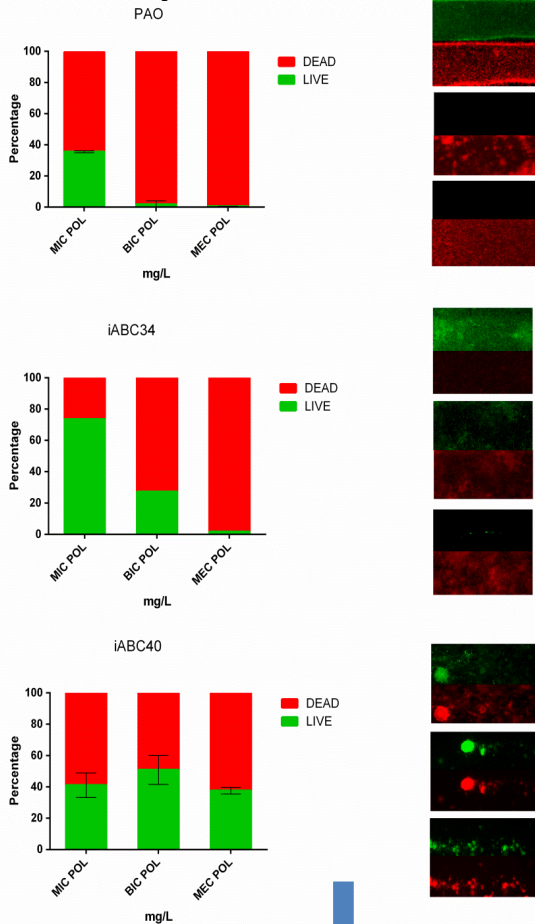 PAO
100
80
60
40
20
0
Percentage
DEAD
LIVE
MIC POL
BIC POL
MEC POL
mg/L
iABC34
100
80
60
40
20
0
Percentage
DEAD
LIVE
MIC POL
BIC POL
MEC POL
mg/L
iABC40
100
80
60
40
20
0
Percentage
DEAD
LIVE
MIC POL
BIC POL
MEC POL
mg/L